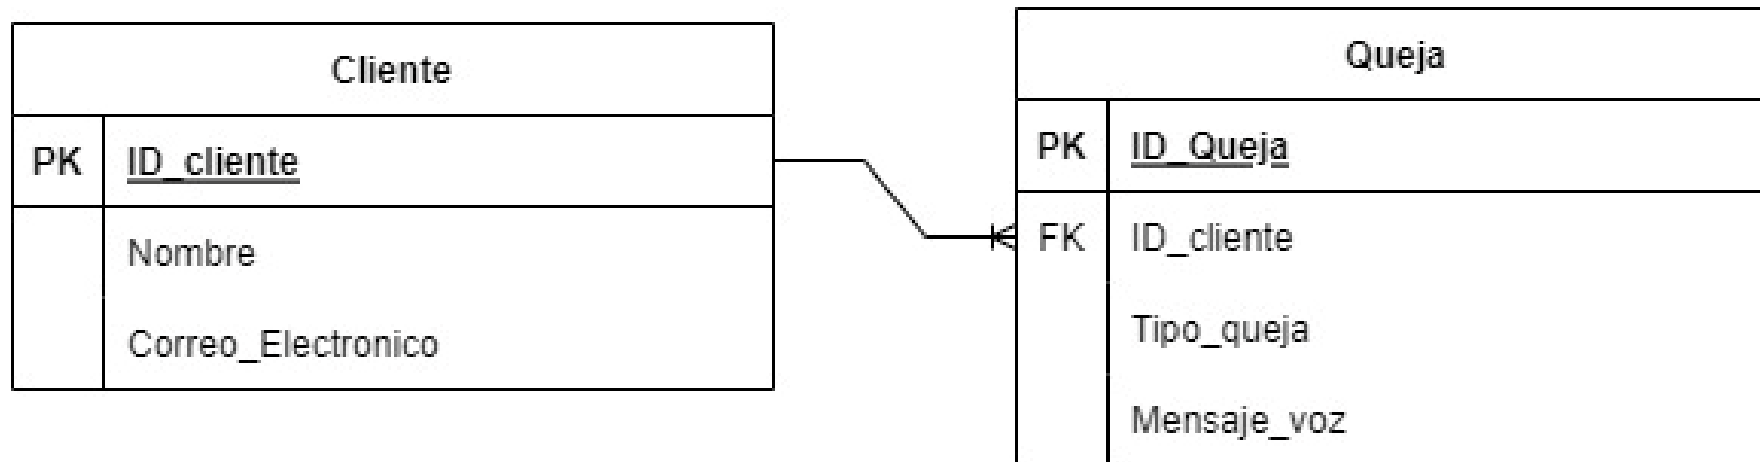 Cliente
PK ID_cliente
Nombre
Correo_Electronico
Queja
PK ID_Queja
FK ID_cliente
Tipo_queja
Mensaje_voz